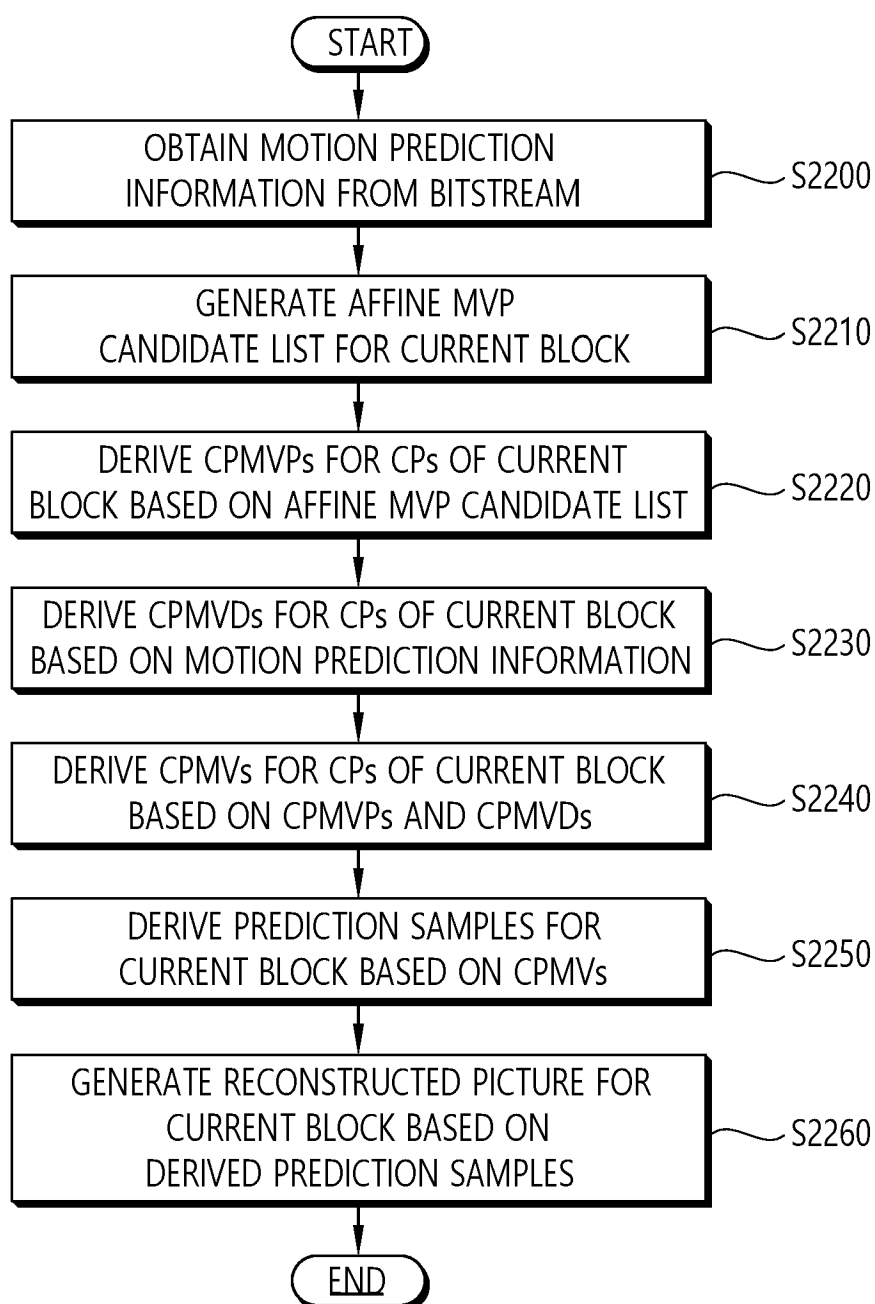 START
OBTAIN MOTION PREDICTION
INFORMATION FROM BITSTREAM
S2200
GENERATE AFFINE MVP
CANDIDATE LIST FOR CURRENT BLOCK
S2210
DERIVE CPMVPs FOR CPs OF CURRENT
BLOCK BASED ON AFFINE MVP CANDIDATE LIST
S2220
DERIVE CPMVDs FOR CPs OF CURRENT BLOCK
BASED ON MOTION PREDICTION INFORMATION
S2230
DERIVE CPMVs FOR CPs OF CURRENT BLOCK
BASED ON CPMVPs AND CPMVDs
S2240
DERIVE PREDICTION SAMPLES FOR
CURRENT BLOCK BASED ON CPMVs
S2250
GENERATE RECONSTRUCTED PICTURE FOR
CURRENT BLOCK BASED ON
DERIVED PREDICTION SAMPLES
S2260
END